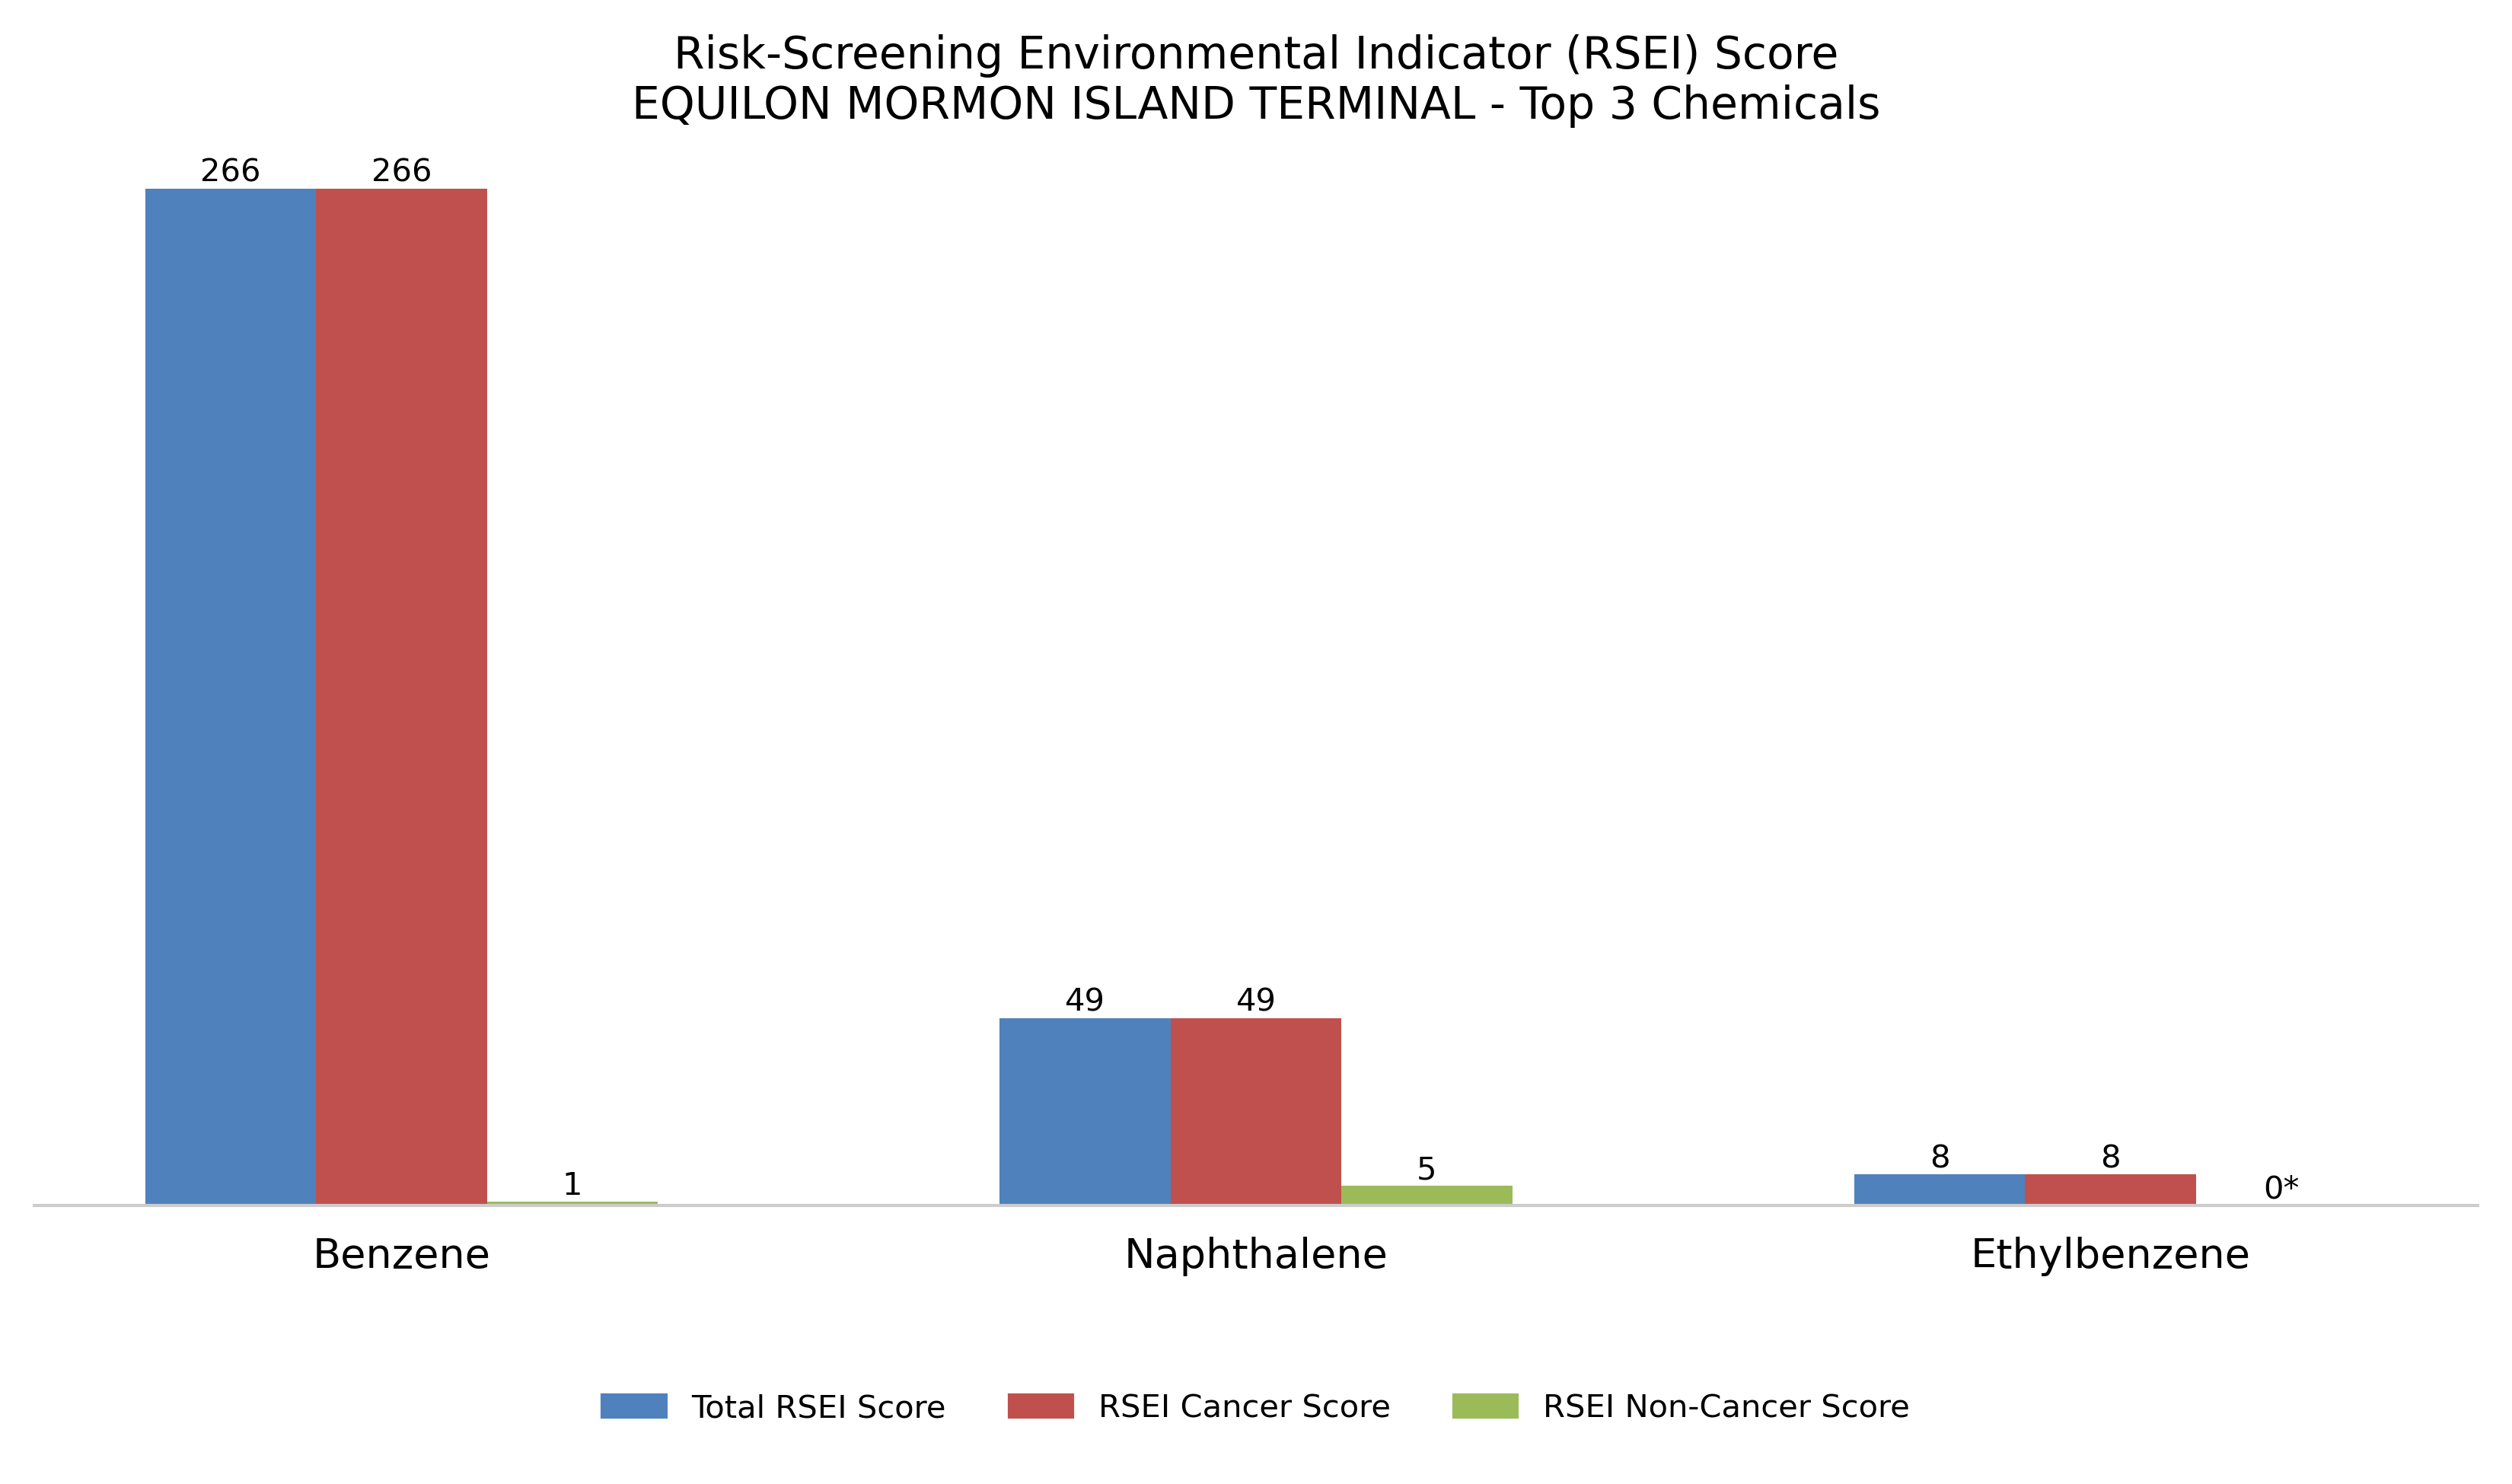 Risk-Screening Environmental Indicator (RSEI) Score
EQUILON MORMON ISLAND TERMINAL - Top 3 Chemicals
266 266
1
49 49
5
8 8
0*
Benzene Naphthalene Ethylbenzene
Total RSEI Score RSEI Cancer Score RSEI Non-Cancer Score